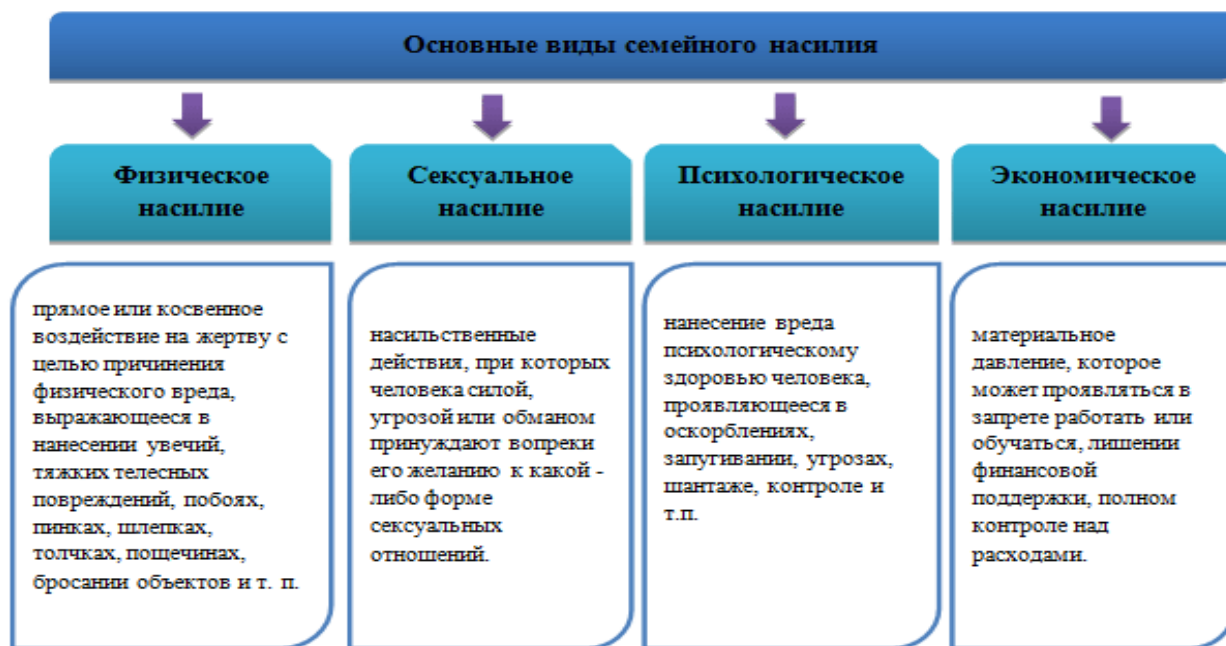 Основные виды семейного насилия
Физическое
насилие
Сексуальное
насилие
Психологическое
насилие
Экономическое
насилие
прямое или косвенное
воздействие на жертву с
целью причинения
физического вреда,
выражающееся в
нанесении увечий,
тяжких телесных
повреждений, побоях,
пинках, шлепках,
толчках, пощечинах,
бросании объектов и т. п.
насильственные
действия, при которых
человека силой,
угрозой или обманом
принуждают вопреки
его желанию к какой -
либо форме
сексуальных
отношений.
нанесение вреда
психологическому
здоровью человека,
проявляющееся в
оскорблениях,
запугивании, угрозах,
шантаже, контроле и
т.п.
материальное
давление, которое
может проявляться в
запрете работать или
обучаться, лишении
финансовой
поддержки, полном
контроле над
расходами.